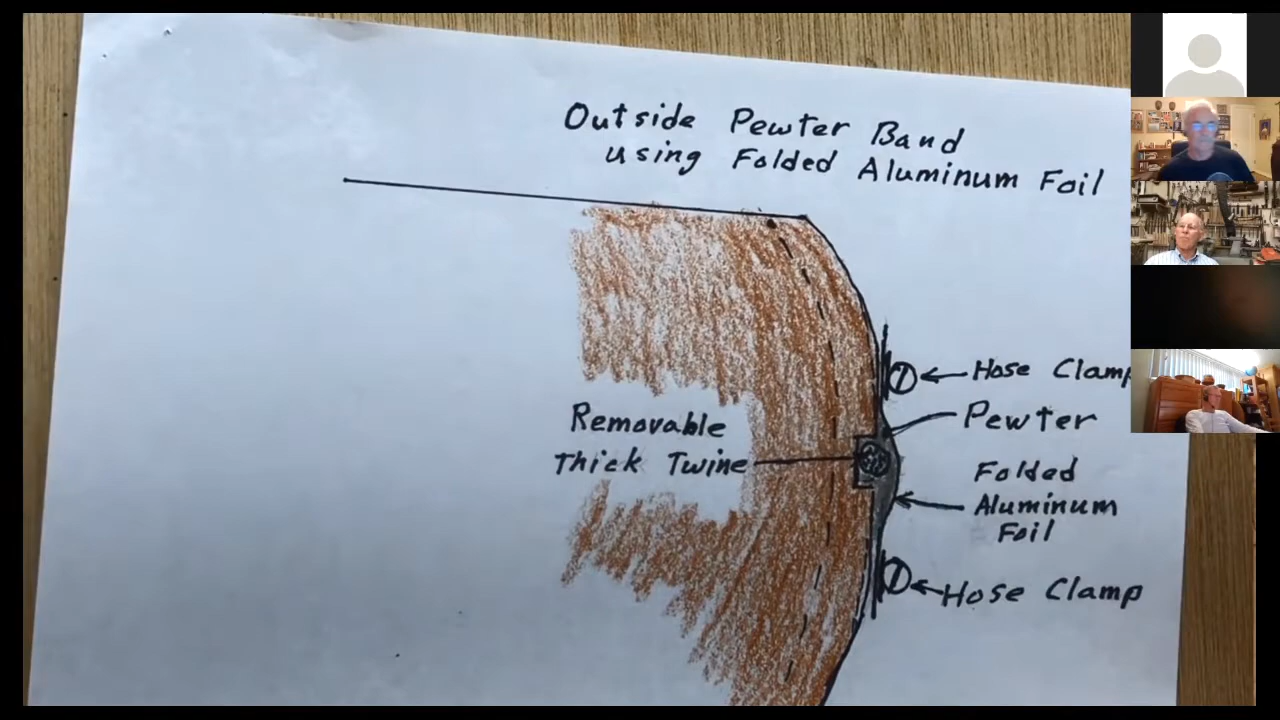 Outside Pewter Band
using Folded Aluminum Foil
Hose Clamp
Pewter
Removable
Thick Twine
Folded
Aluminum
Foil
Hose Clamp